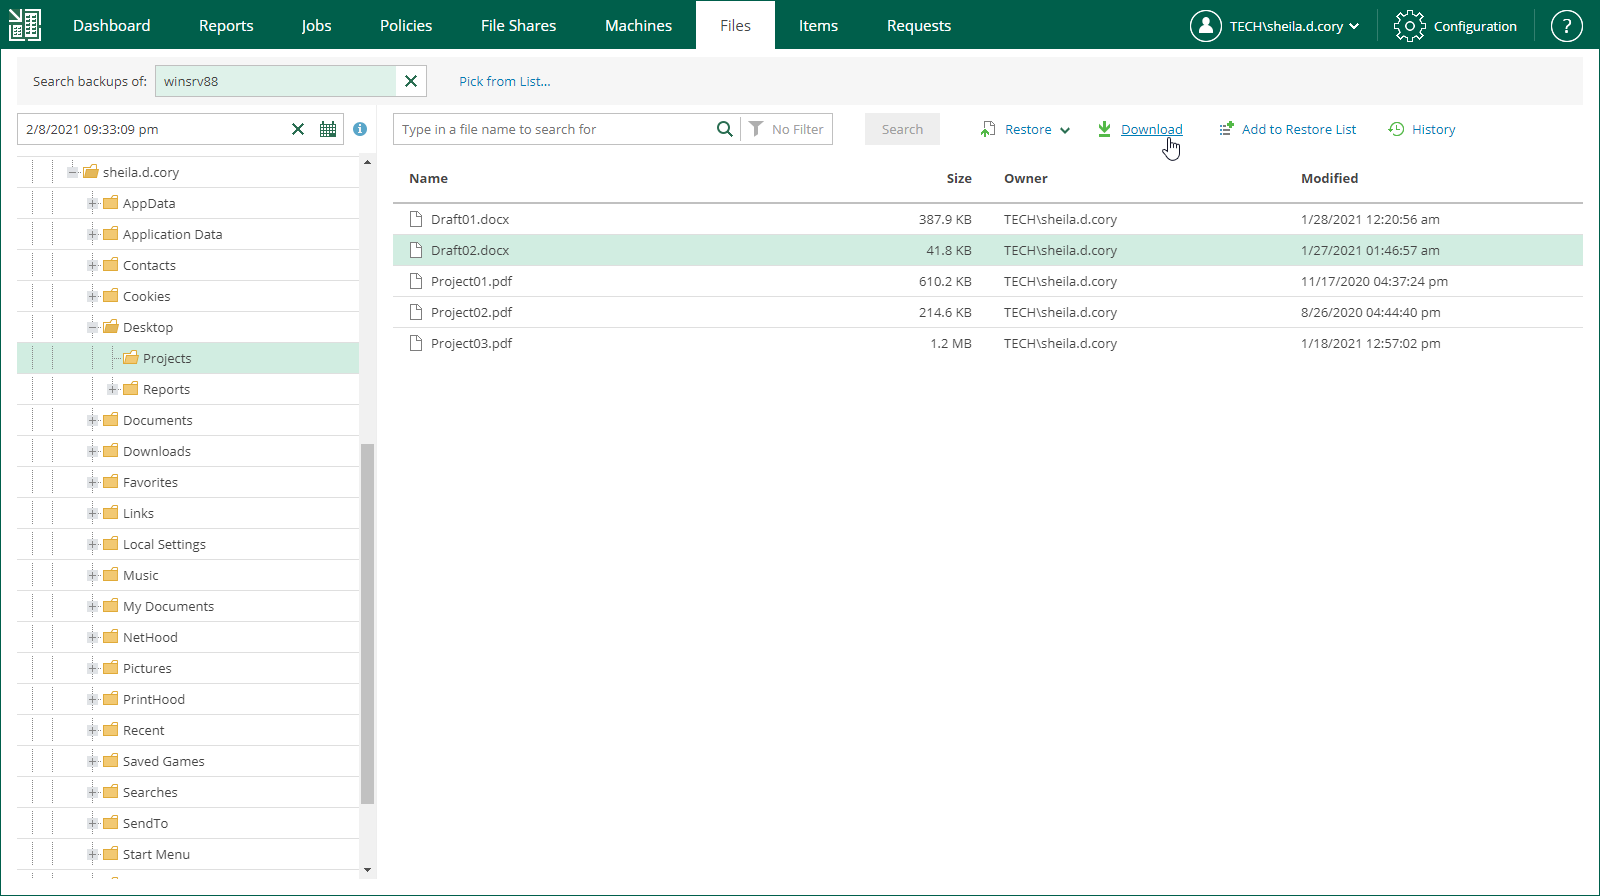 Dashboard Reports Jobs Policies File Shares Machines Files Items Requests TECH\sheila.d.cory Configuration ?
Search backups of: winsrv88 Pick from List...
2/8/2021 09:33:09 pm i Type in a file name to search for No Filter Search Restore Download Add to Restore List History
sheila.d.cory
AppData
Application Data
Contacts
Cookies
Desktop
Projects
Reports
Documents
Downloads
Favorites
Links
Local Settings
Music
My Documents
NetHood
Pictures
PrintHood
Recent
Saved Games
Searches
SendTo
Start Menu
Name Size Owner Modified
Draft01.docx 387.9 KB TECH\sheila.d.cory 1/28/2021 12:20:56 am
Draft02.docx 41.8 KB TECH\sheila.d.cory 1/27/2021 01:46:57 am
Project01.pdf 610.2 KB TECH\sheila.d.cory 11/17/2020 04:37:24 pm
Project02.pdf 214.6 KB TECH\sheila.d.cory 8/26/2020 04:44:40 pm
Project03.pdf 1.2 MB TECH\sheila.d.cory 1/18/2021 12:57:02 pm